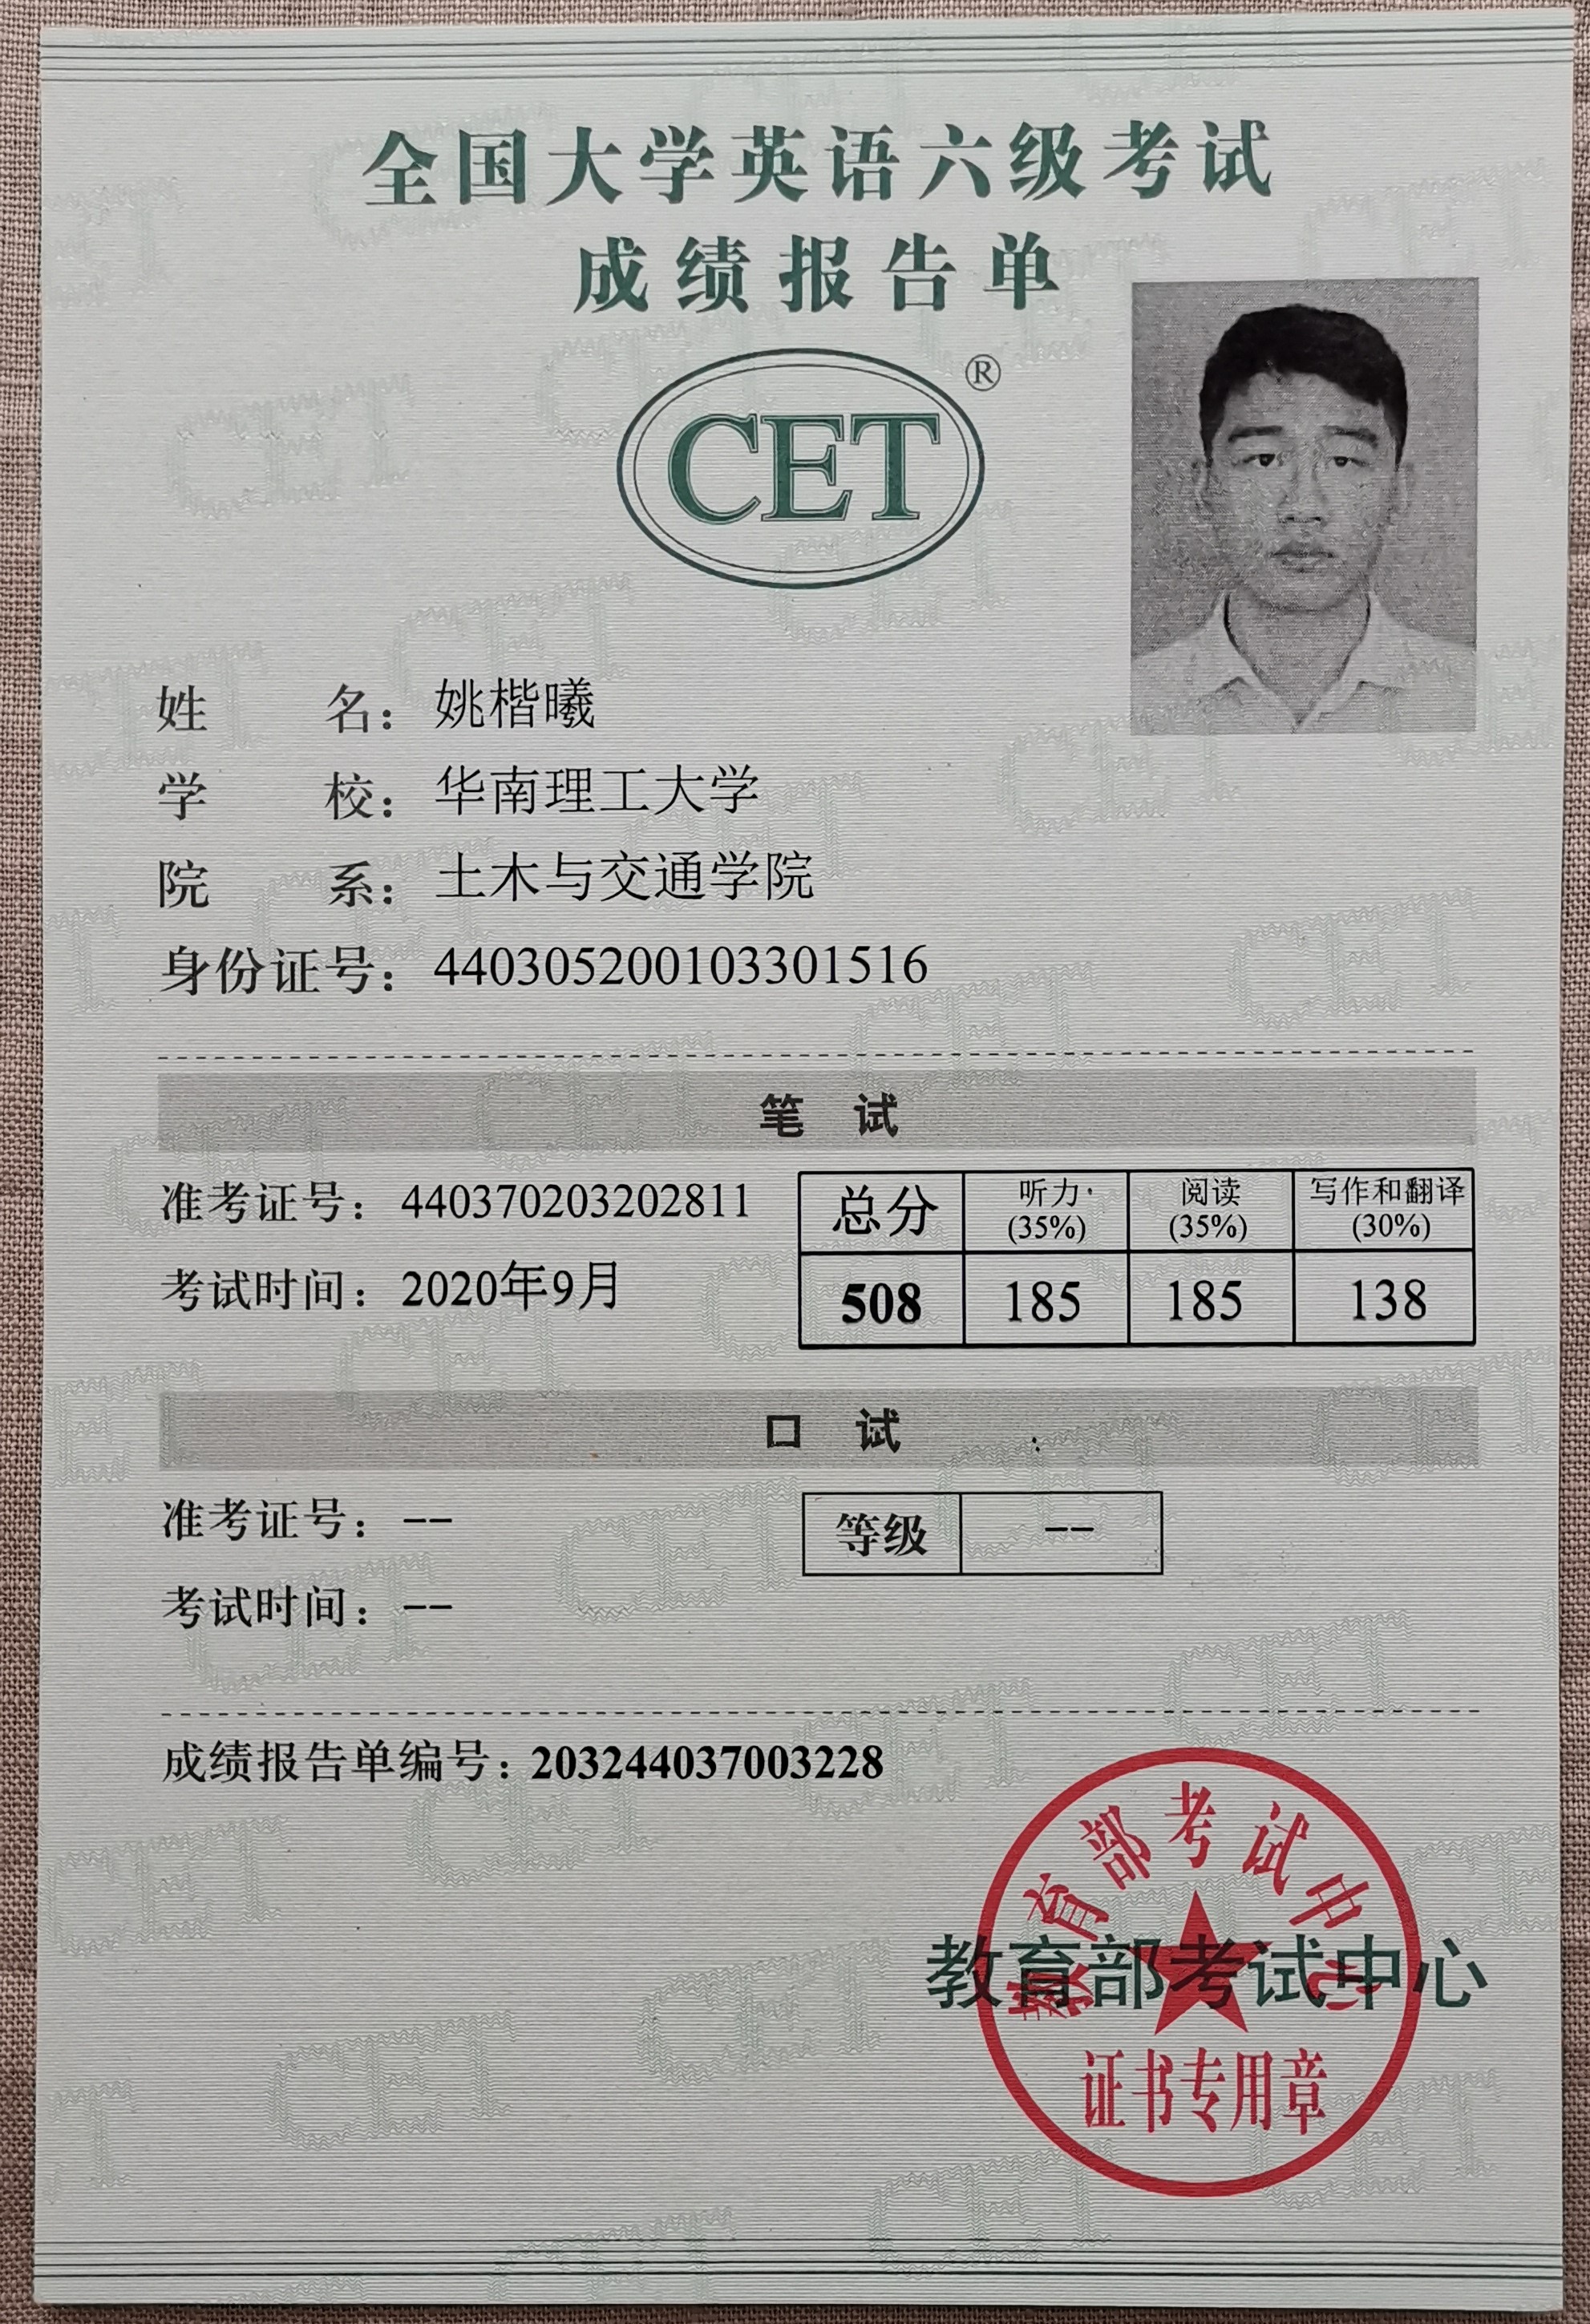 全国大学英语六级考试
成绩报告单
CET®
姓名：姚楷曦
学校：华南理工大学
院系：土木与交通学院
身份证号：440305200103301516
笔试
准考证号：440370203202811
考试时间：2020年9月
总分 听力 (35%) 阅读 (35%) 写作和翻译 (30%)
508 185 185 138
口试
准考证号：--
考试时间：--
等级 --
成绩报告单编号：203244037003228
教育部考试中心
教育部考试中心
证书专用章